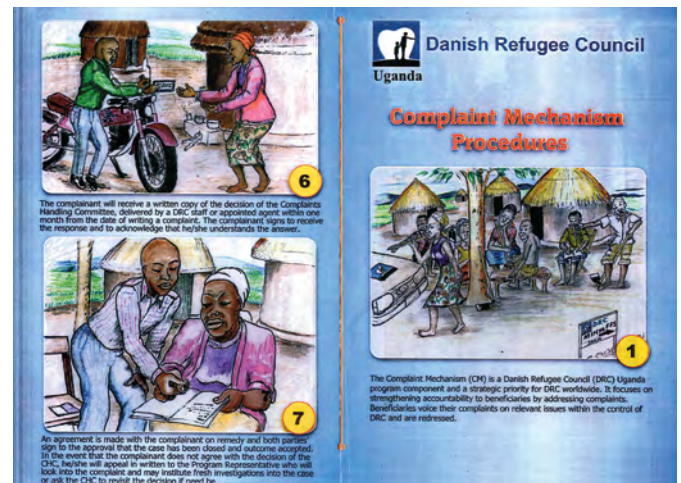 6
The complainant will receive a written copy of the decision of the Complaints
Handling Committee, delivered by a DRC staff or appointed agent within one
month from the date of writing a complaint. The complainant signs to receive
the response and to acknowledge that he/she understands the answer.
7
An agreement is made with the complainant on remedy and both parties
sign to the approval that the case has been closed and outcome accepted.
In the event that the complainant does not agree with the decision of the
CHC, he/she will appeal in written to the Program Representative who will
look into the complaint and may institute fresh investigations into the case
or ask the CHC to revisit the decision if need be.
Danish Refugee Council
Uganda
Complaint Mechanism
Procedures
1
The Complaint Mechanism (CM) is a Danish Refugee Council (DRC) Uganda
program component and a strategic priority for DRC worldwide. It focuses on
strengthening accountability to beneficiaries by addressing complaints.
Beneficiaries voice their complaints on relevant issues within the control of
DRC and are redressed.